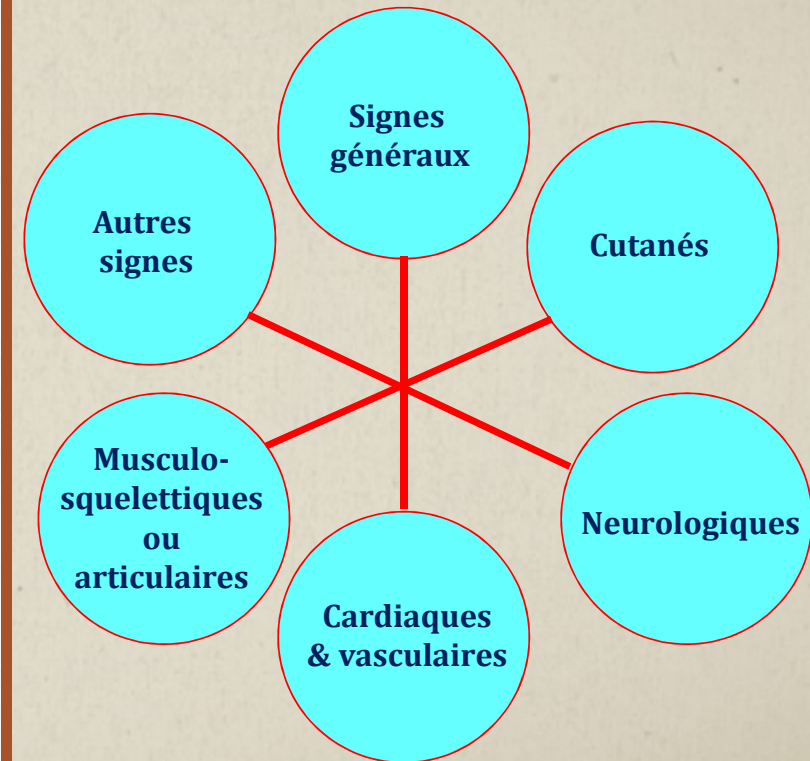 Signes
généraux
Autres
signes
Cutanés
Musculo-
squelettiques
ou
articulaires
Neurologiques
Cardiaques
& vasculaires